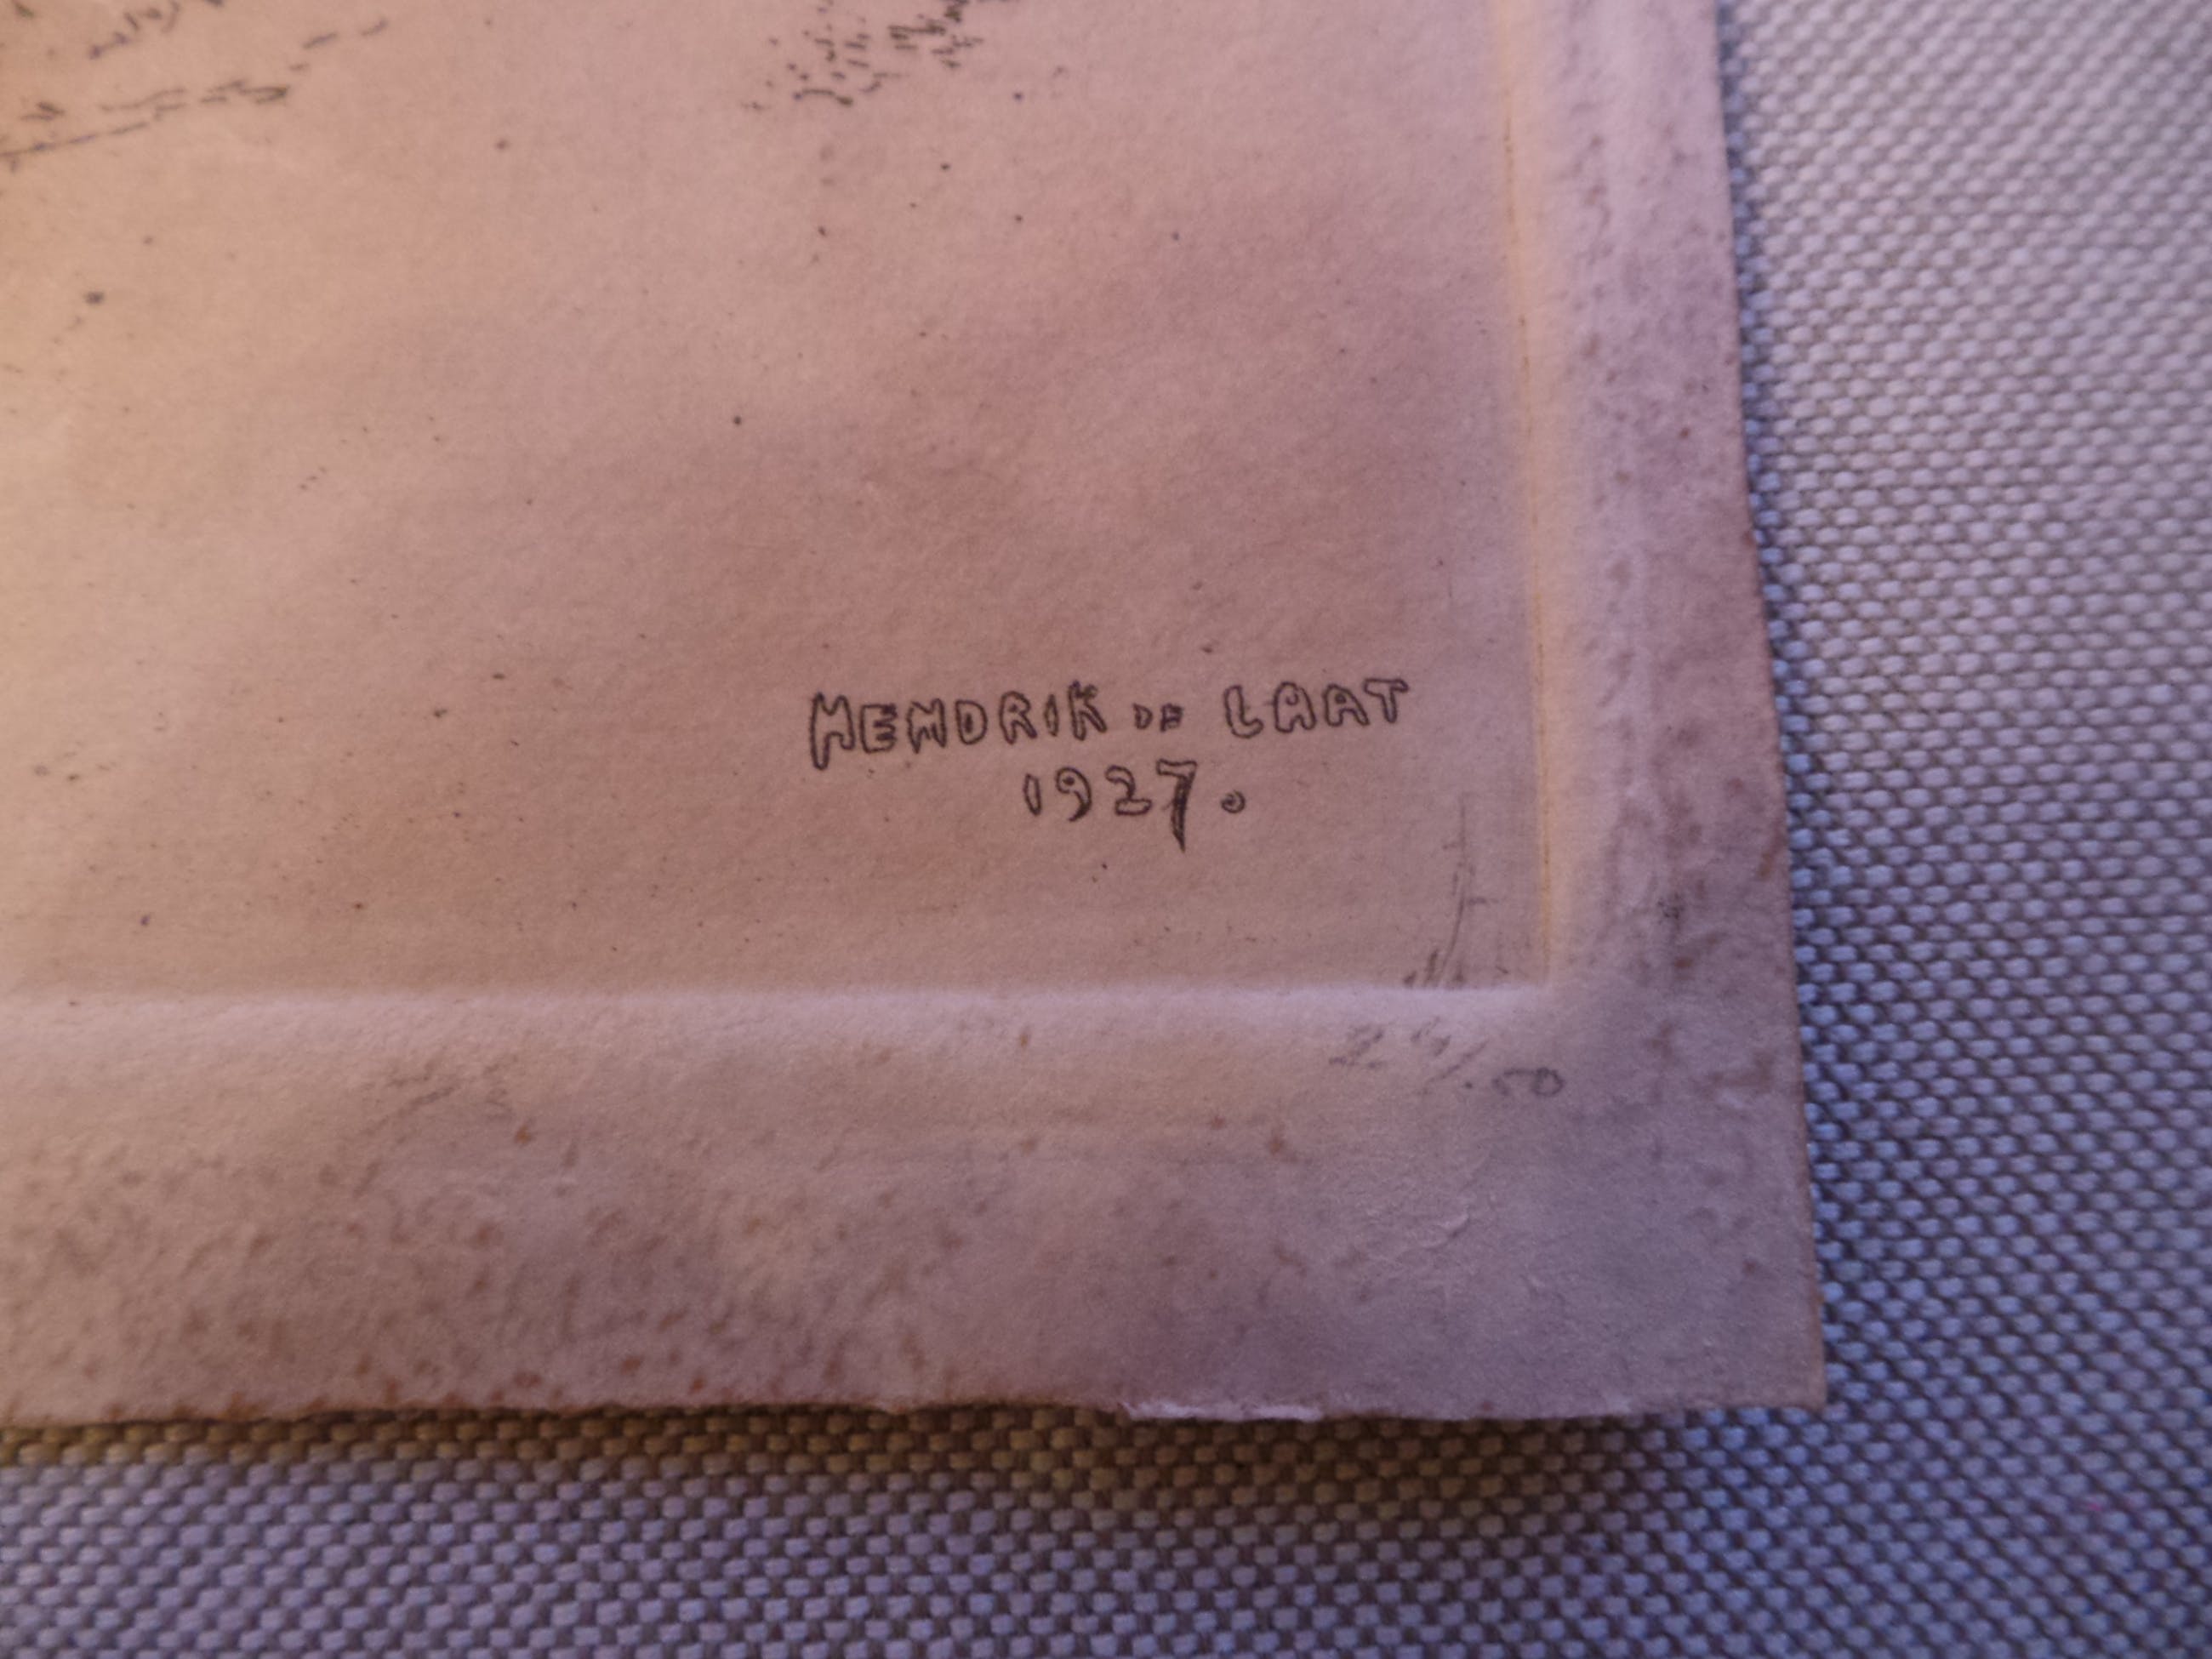 HENDRIK DE LAAT
1927.